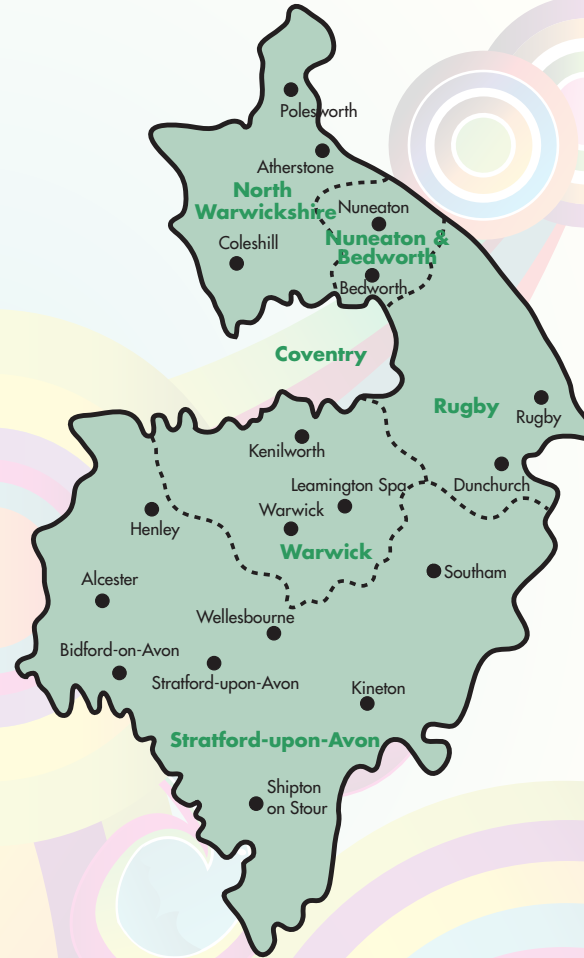 Polesworth
Atherstone
North
Warwickshire
Nuneaton
Coleshill
Nuneaton &
Bedworth
Bedworth
Coventry
Rugby
Rugby
Kenilworth
Leamington Spa
Dunchurch
Warwick
Henley
Warwick
Southam
Alcester
Wellesbourne
Bidford-on-Avon
Stratford-upon-Avon
Kineton
Stratford-upon-Avon
Shipton
on Stour